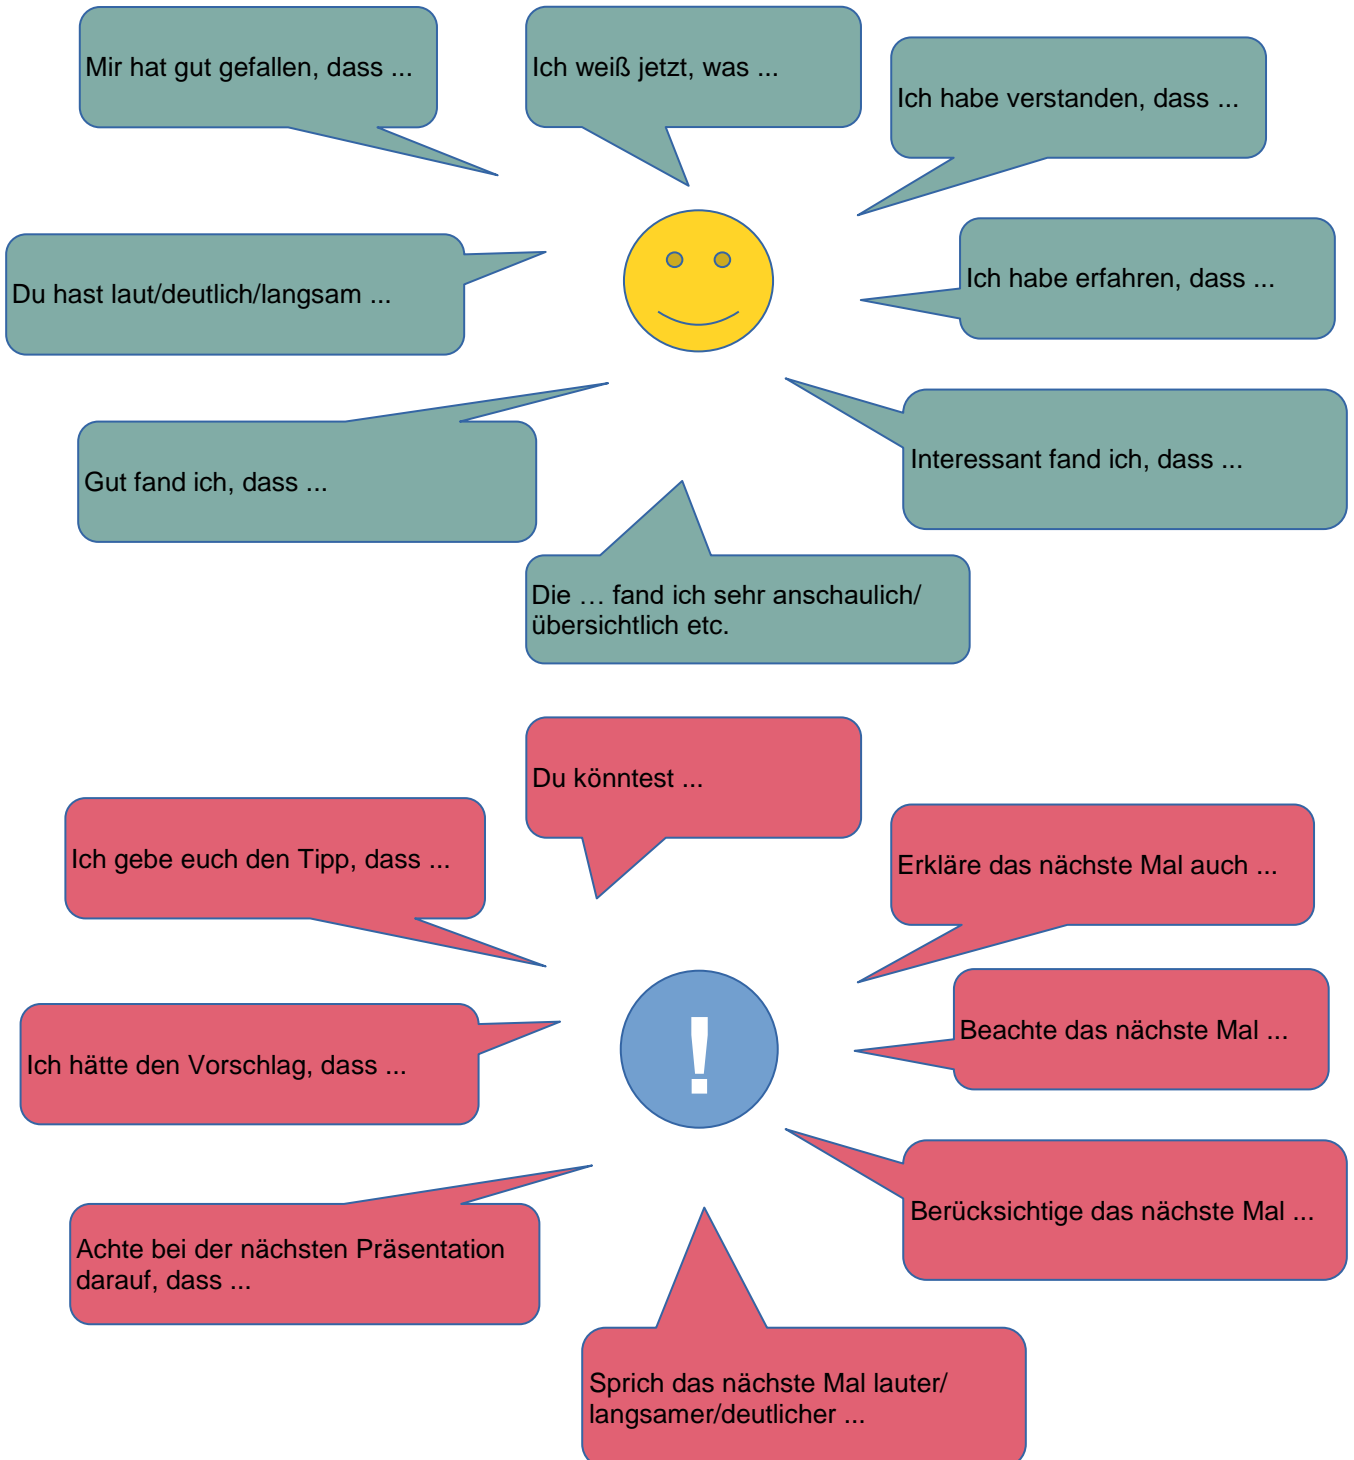 Mir hat gut gefallen, dass ...
Ich weiß jetzt, was ...
Ich habe verstanden, dass ...
Du hast laut/deutlich/langsam ...
Ich habe erfahren, dass ...
Gut fand ich, dass ...
Interessant fand ich, dass ...
Die … fand ich sehr anschaulich/
übersichtlich etc.
Du könntest ...
Ich gebe euch den Tipp, dass ...
Erkläre das nächste Mal auch ...
!
Ich hätte den Vorschlag, dass ...
Beachte das nächste Mal ...
Achte bei der nächsten Präsentation
darauf, dass ...
Berücksichtige das nächste Mal ...
Sprich das nächste Mal lauter/
langsamer/deutlicher ...